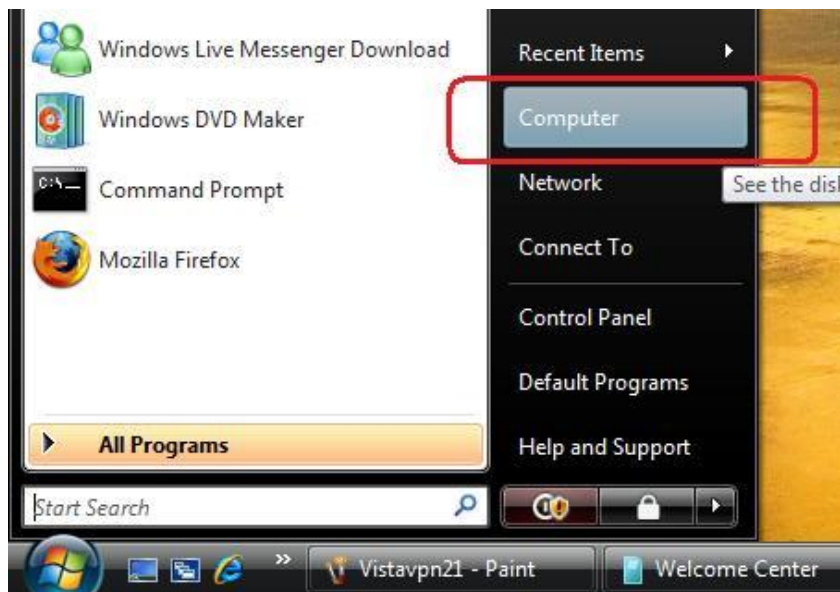 Windows Live Messenger Download
Windows DVD Maker
Command Prompt
Mozilla Firefox
All Programs
Start Search
Recent Items
Computer
Network
See the disk
Connect To
Control Panel
Default Programs
Help and Support
Vistavpn21 - Paint
Welcome Center